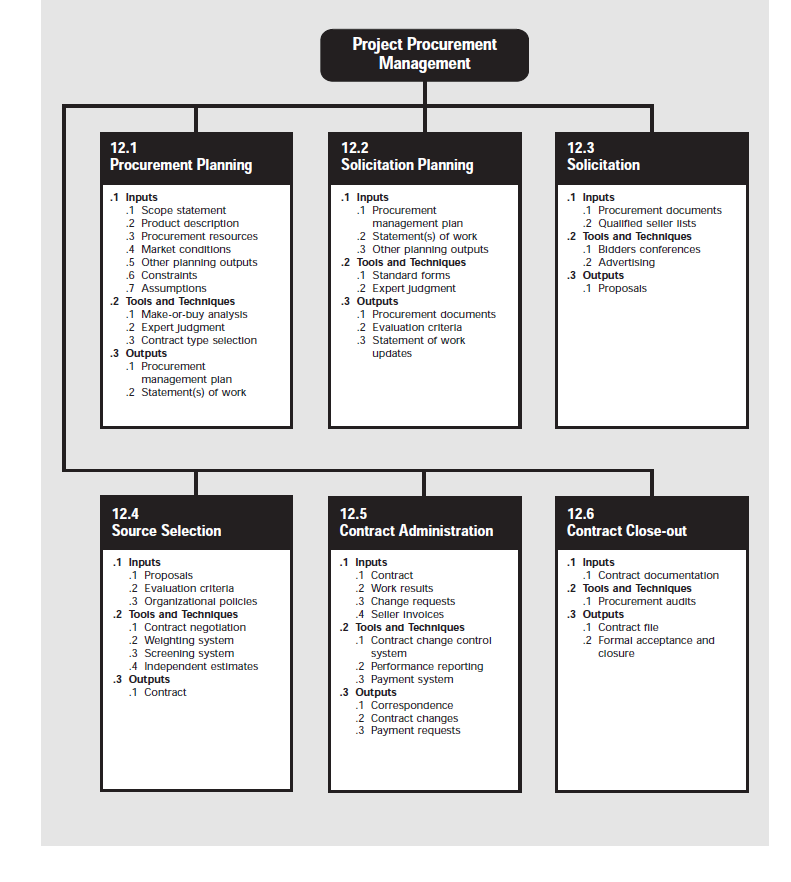 Project Procurement
Management
12.1
Procurement Planning
.1 Inputs
.1 Scope statement
.2 Product description
.3 Procurement resources
.4 Market conditions
.5 Other planning outputs
.6 Constraints
.7 Assumptions
.2 Tools and Techniques
.1 Make-or-buy analysis
.2 Expert judgment
.3 Contract type selection
.3 Outputs
.1 Procurement
management plan
.2 Statement(s) of work
12.2
Solicitation Planning
.1 Inputs
.1 Procurement
management plan
.2 Statement(s) of work
.3 Other planning outputs
.2 Tools and Techniques
.1 Standard forms
.2 Expert judgment
.3 Outputs
.1 Procurement documents
.2 Evaluation criteria
.3 Statement of work
updates
12.3
Solicitation
.1 Inputs
.1 Procurement documents
.2 Qualified seller lists
.2 Tools and Techniques
.1 Bidders conferences
.2 Advertising
.3 Outputs
.1 Proposals
12.4
Source Selection
.1 Inputs
.1 Proposals
.2 Evaluation criteria
.3 Organizational policies
.2 Tools and Techniques
.1 Contract negotiation
.2 Weighting system
.3 Screening system
.4 Independent estimates
.3 Outputs
.1 Contract
12.5
Contract Administration
.1 Inputs
.1 Contract
.2 Work results
.3 Change requests
.4 Seller invoices
.2 Tools and Techniques
.1 Contract change control
system
.2 Performance reporting
.3 Payment system
.3 Outputs
.1 Correspondence
.2 Contract changes
.3 Payment requests
12.6
Contract Close-out
.1 Inputs
.1 Contract documentation
.2 Tools and Techniques
.1 Procurement audits
.3 Outputs
.1 Contract file
.2 Formal acceptance and
closure